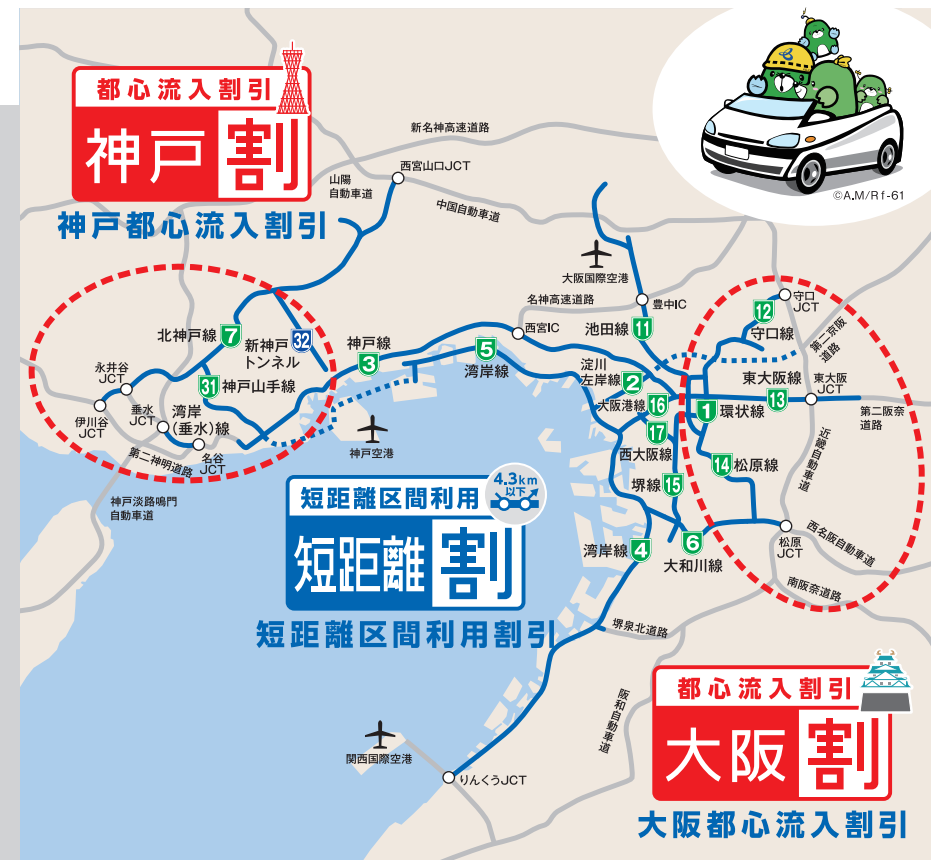 都心流入割引
神戸割
神戸都心流入割引
©A.M/Rf-61
新名神高速道路
西宮山口JCT
山陽
自動車道
中国自動車道
大阪国際空港
名神高速道路
豊中IC
西宮IC
池田線
11
守口
JCT
12
守口線
第二京阪
道路
北神戸線
7
新神戸
トンネル
32
神戸線
3
5
湾岸線
淀川
左岸線
2
大阪港線
16
17
西大阪線
1
環状線
東大阪線
13
東大阪
JCT
第二阪奈
道路
永井谷
JCT
31
神戸山手線
伊川谷
JCT
垂水
JCT
湾岸
(垂水)線
名谷
JCT
第二神明道路
神戸空港
神戸淡路鳴門
自動車道
14
松原線
近畿自動車道
堺線
15
湾岸線
4
6
大和川線
松原
JCT
西名阪自動車道
南阪奈道路
短距離区間利用
4.3km
以下
短距離割
短距離区間利用割引
堺泉北道路
阪和自動車道
関西国際空港
りんくうJCT
都心流入割引
大阪割
大阪都心流入割引